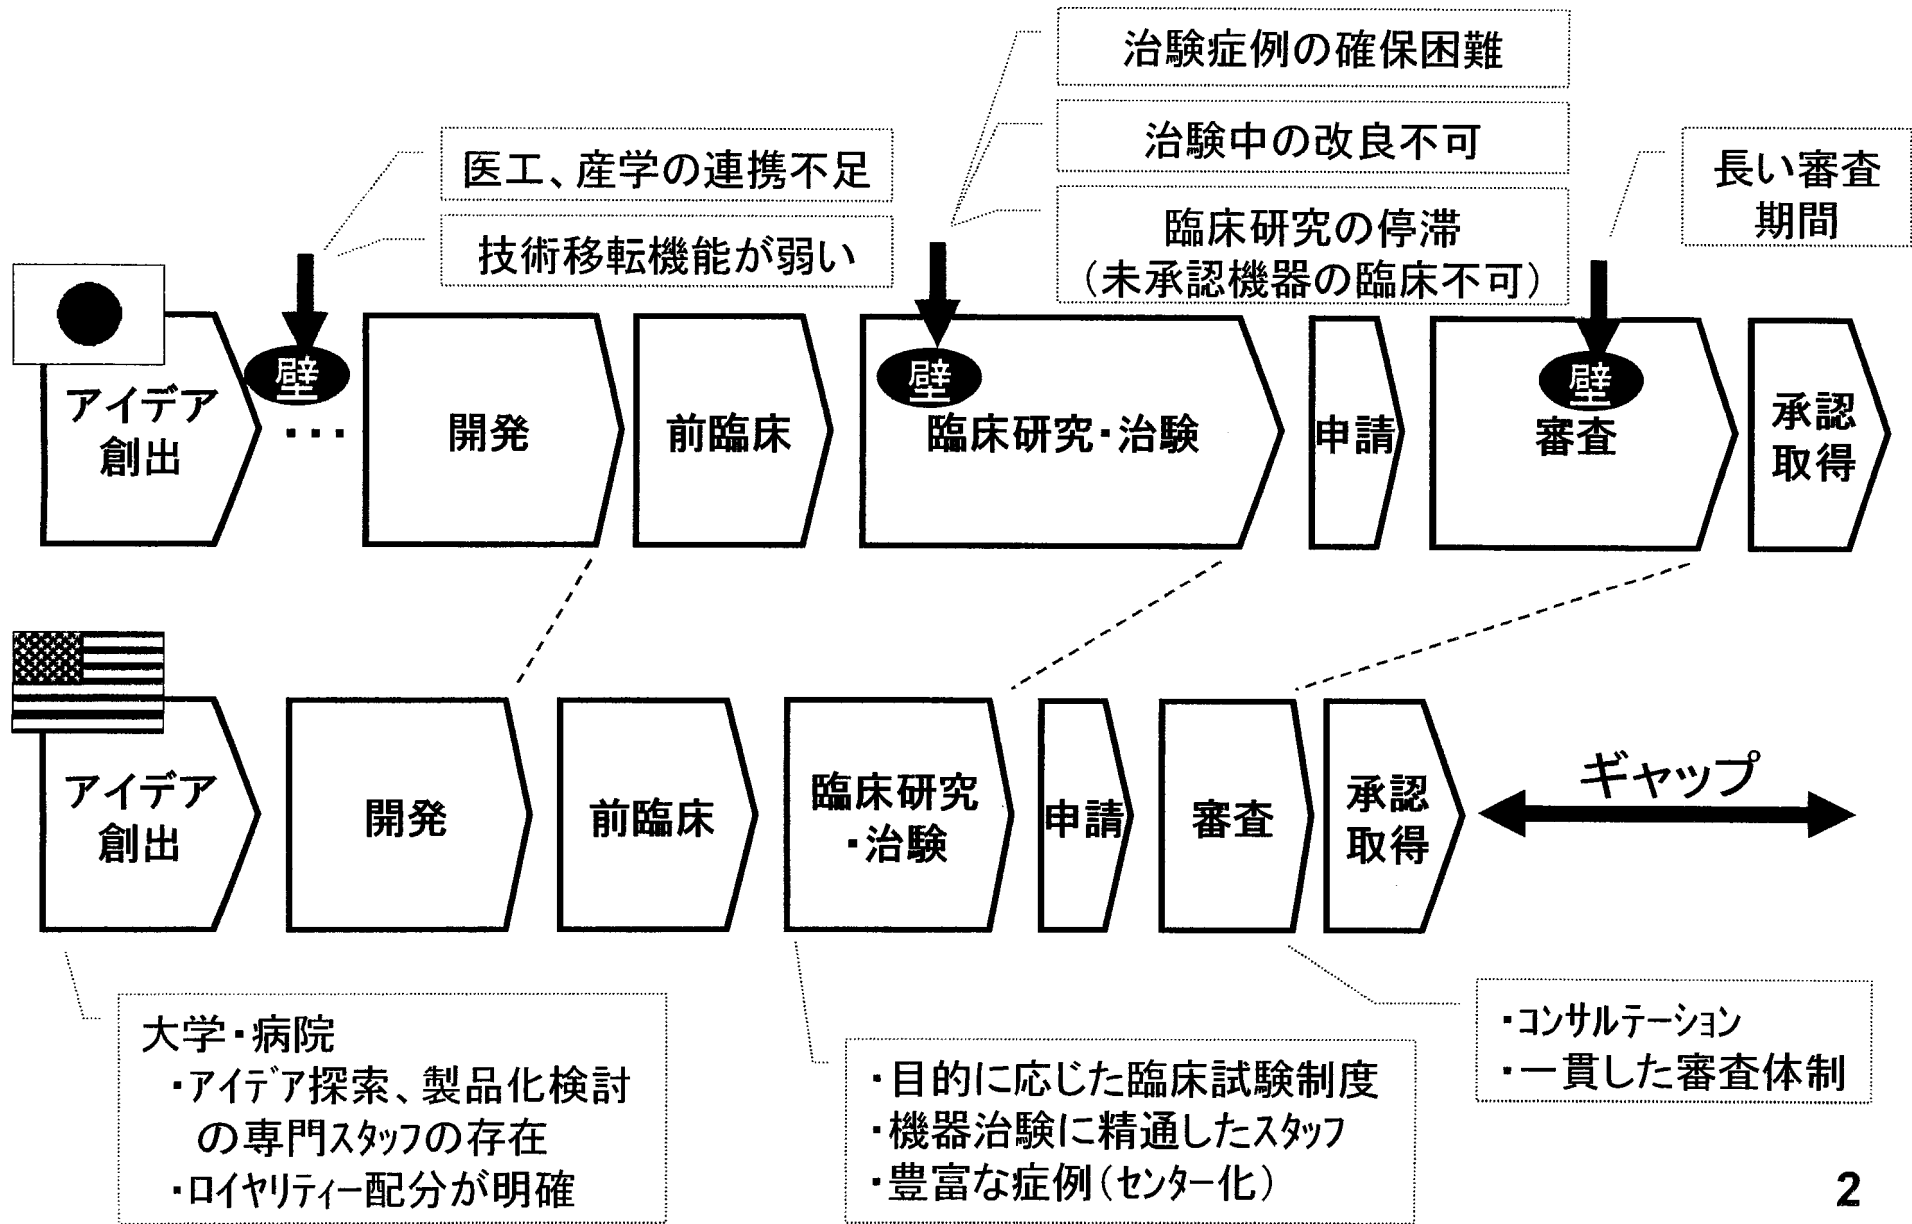 治験症例の確保困難
治験中の改良不可
臨床研究の停滞
(未承認機器の臨床不可)
医工、産学の連携不足
技術移転機能が弱い
長い審査
期間
壁
壁
壁
アイデア
創出
・・・
開発
前臨床
臨床研究・治験
申請
審査
承認
取得
アイデア
創出
開発
前臨床
臨床研究
・治験
申請
審査
承認
取得
ギャップ
大学・病院
・アイデア探索、製品化検討
の専門スタッフの存在
・ロイヤリティー配分が明確
・目的に応じた臨床試験制度
・機器治験に精通したスタッフ
・豊富な症例(センター化)
・コンサルテーション
・一貫した審査体制
2